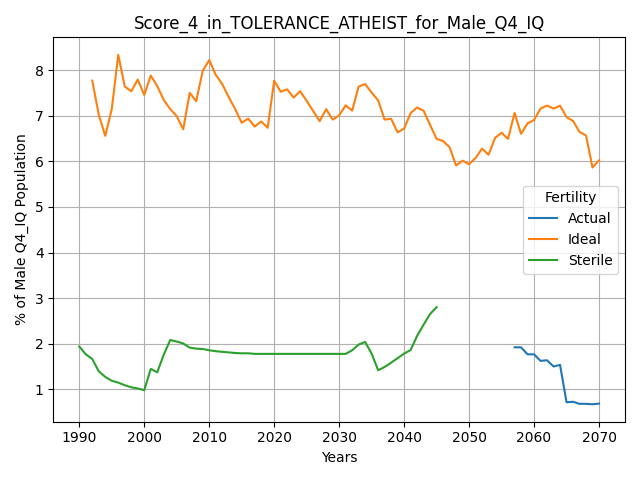 Score_4_in_TOLERANCE_ATHEIST_for_Male_Q4_IQ
% of Male Q4_IQ Population
8
7
6
5
4
3
2
1
Fertility
Actual
Ideal
Sterile
1990 2000 2010 2020 2030 2040 2050 2060 2070
Years